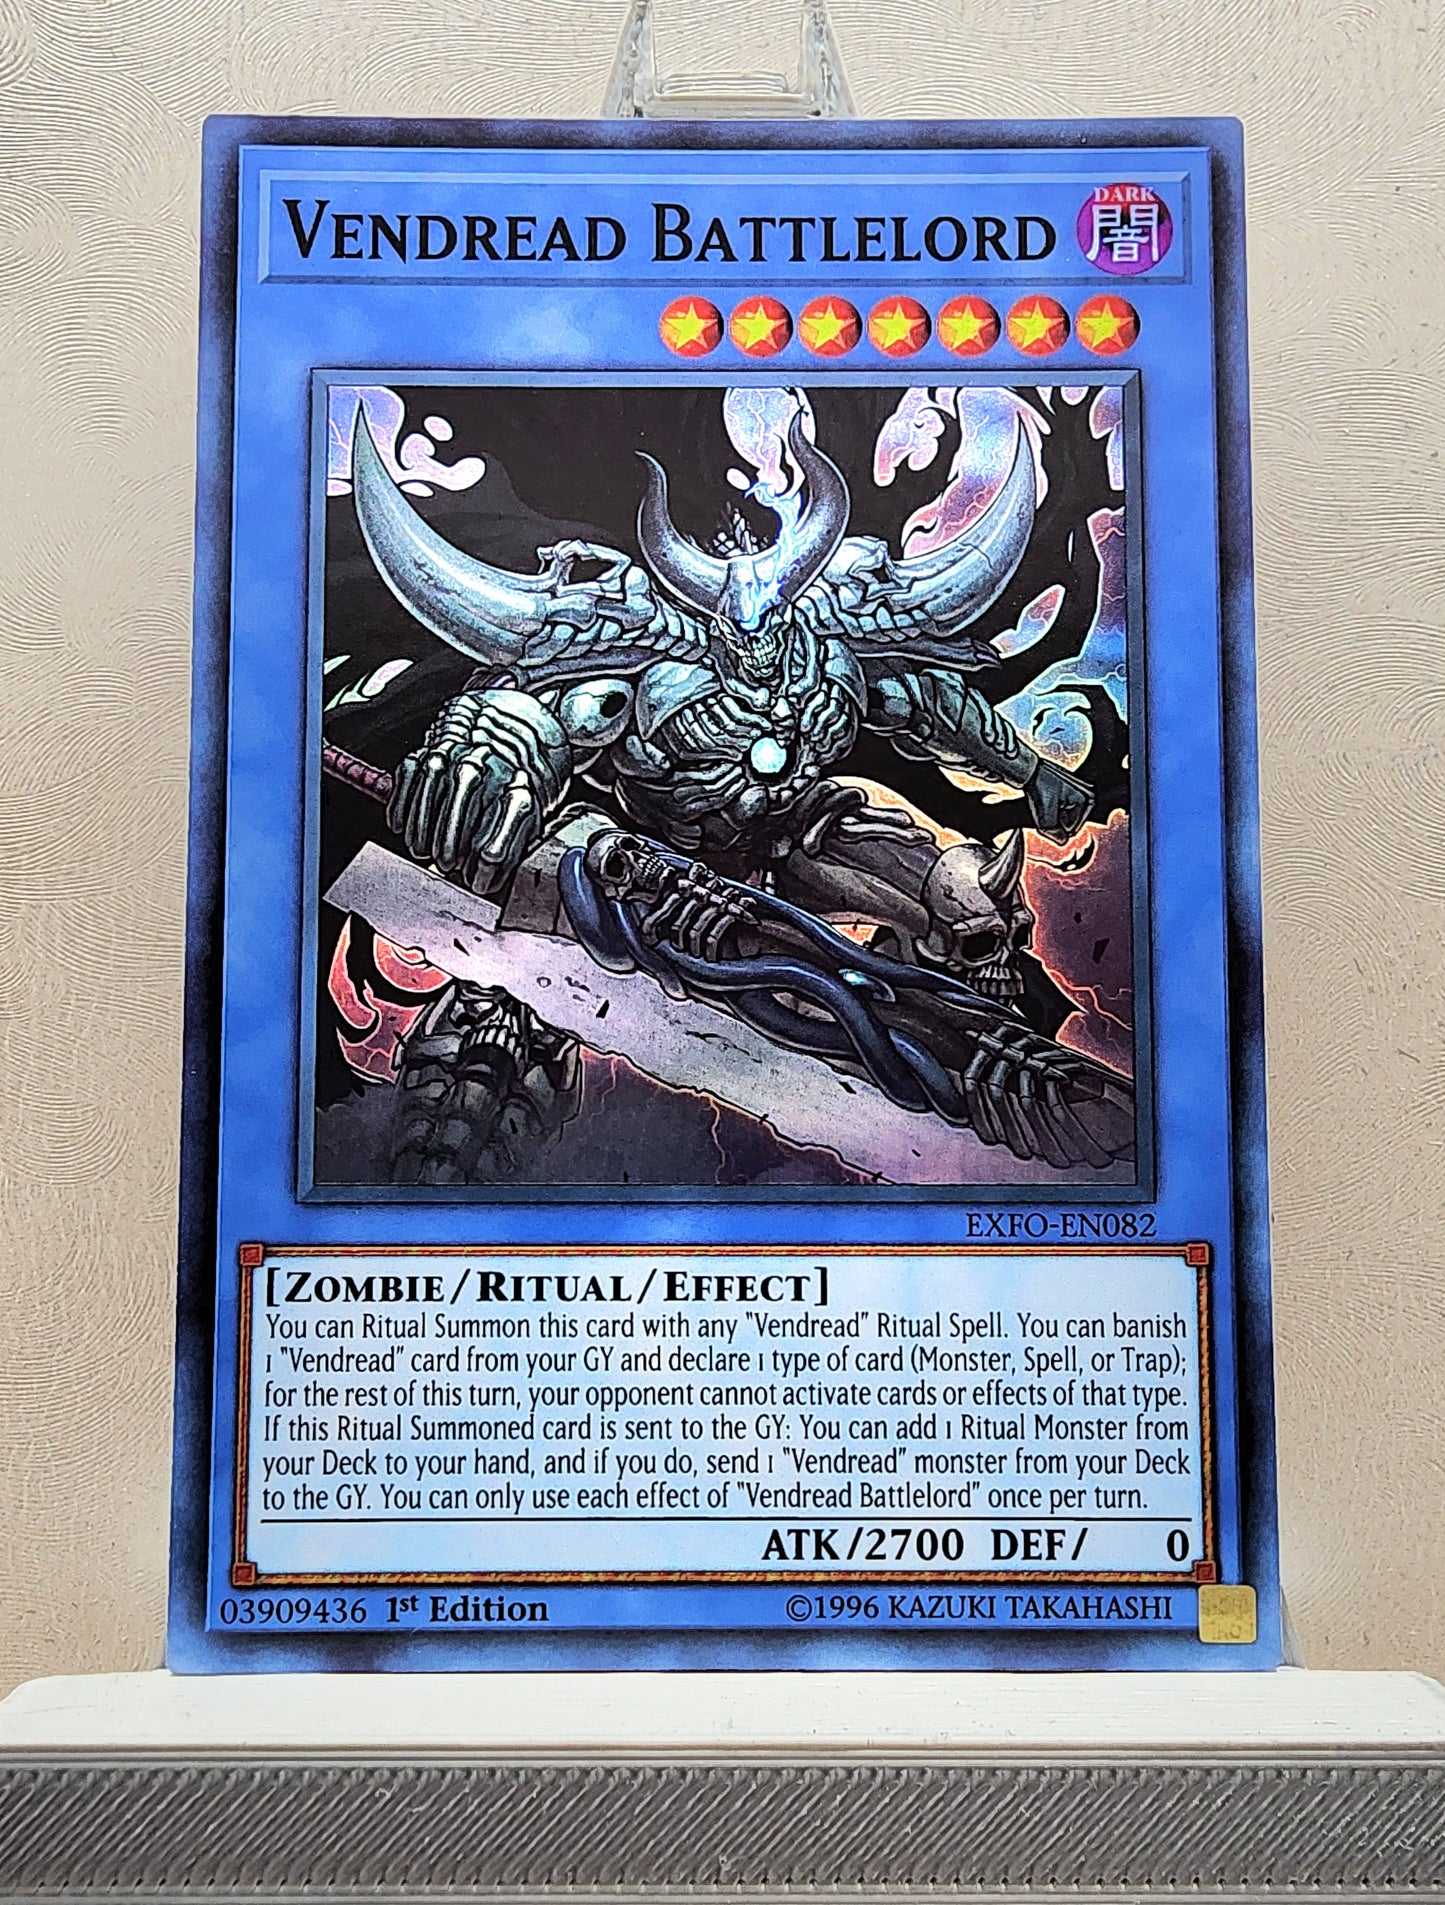 VENDREAD BATTLELORD
DARK
闇
EXFO-EN082
[ZOMBIE/RITUAL/EFFECT]
You can Ritual Summon this card with any "Vendread" Ritual Spell. You can banish
1 "Vendread" card from your GY and declare 1 type of card (Monster, Spell, or Trap);
for the rest of this turn, your opponent cannot activate cards or effects of that type.
If this Ritual Summoned card is sent to the GY: You can add 1 Ritual Monster from
your Deck to your hand, and if you do, send 1 "Vendread" monster from your Deck
to the GY. You can only use each effect of "Vendread Battlelord" once per turn.
ATK/2700 DEF/ 0
03909436 1st Edition ©1996 KAZUKI TAKAHASHI